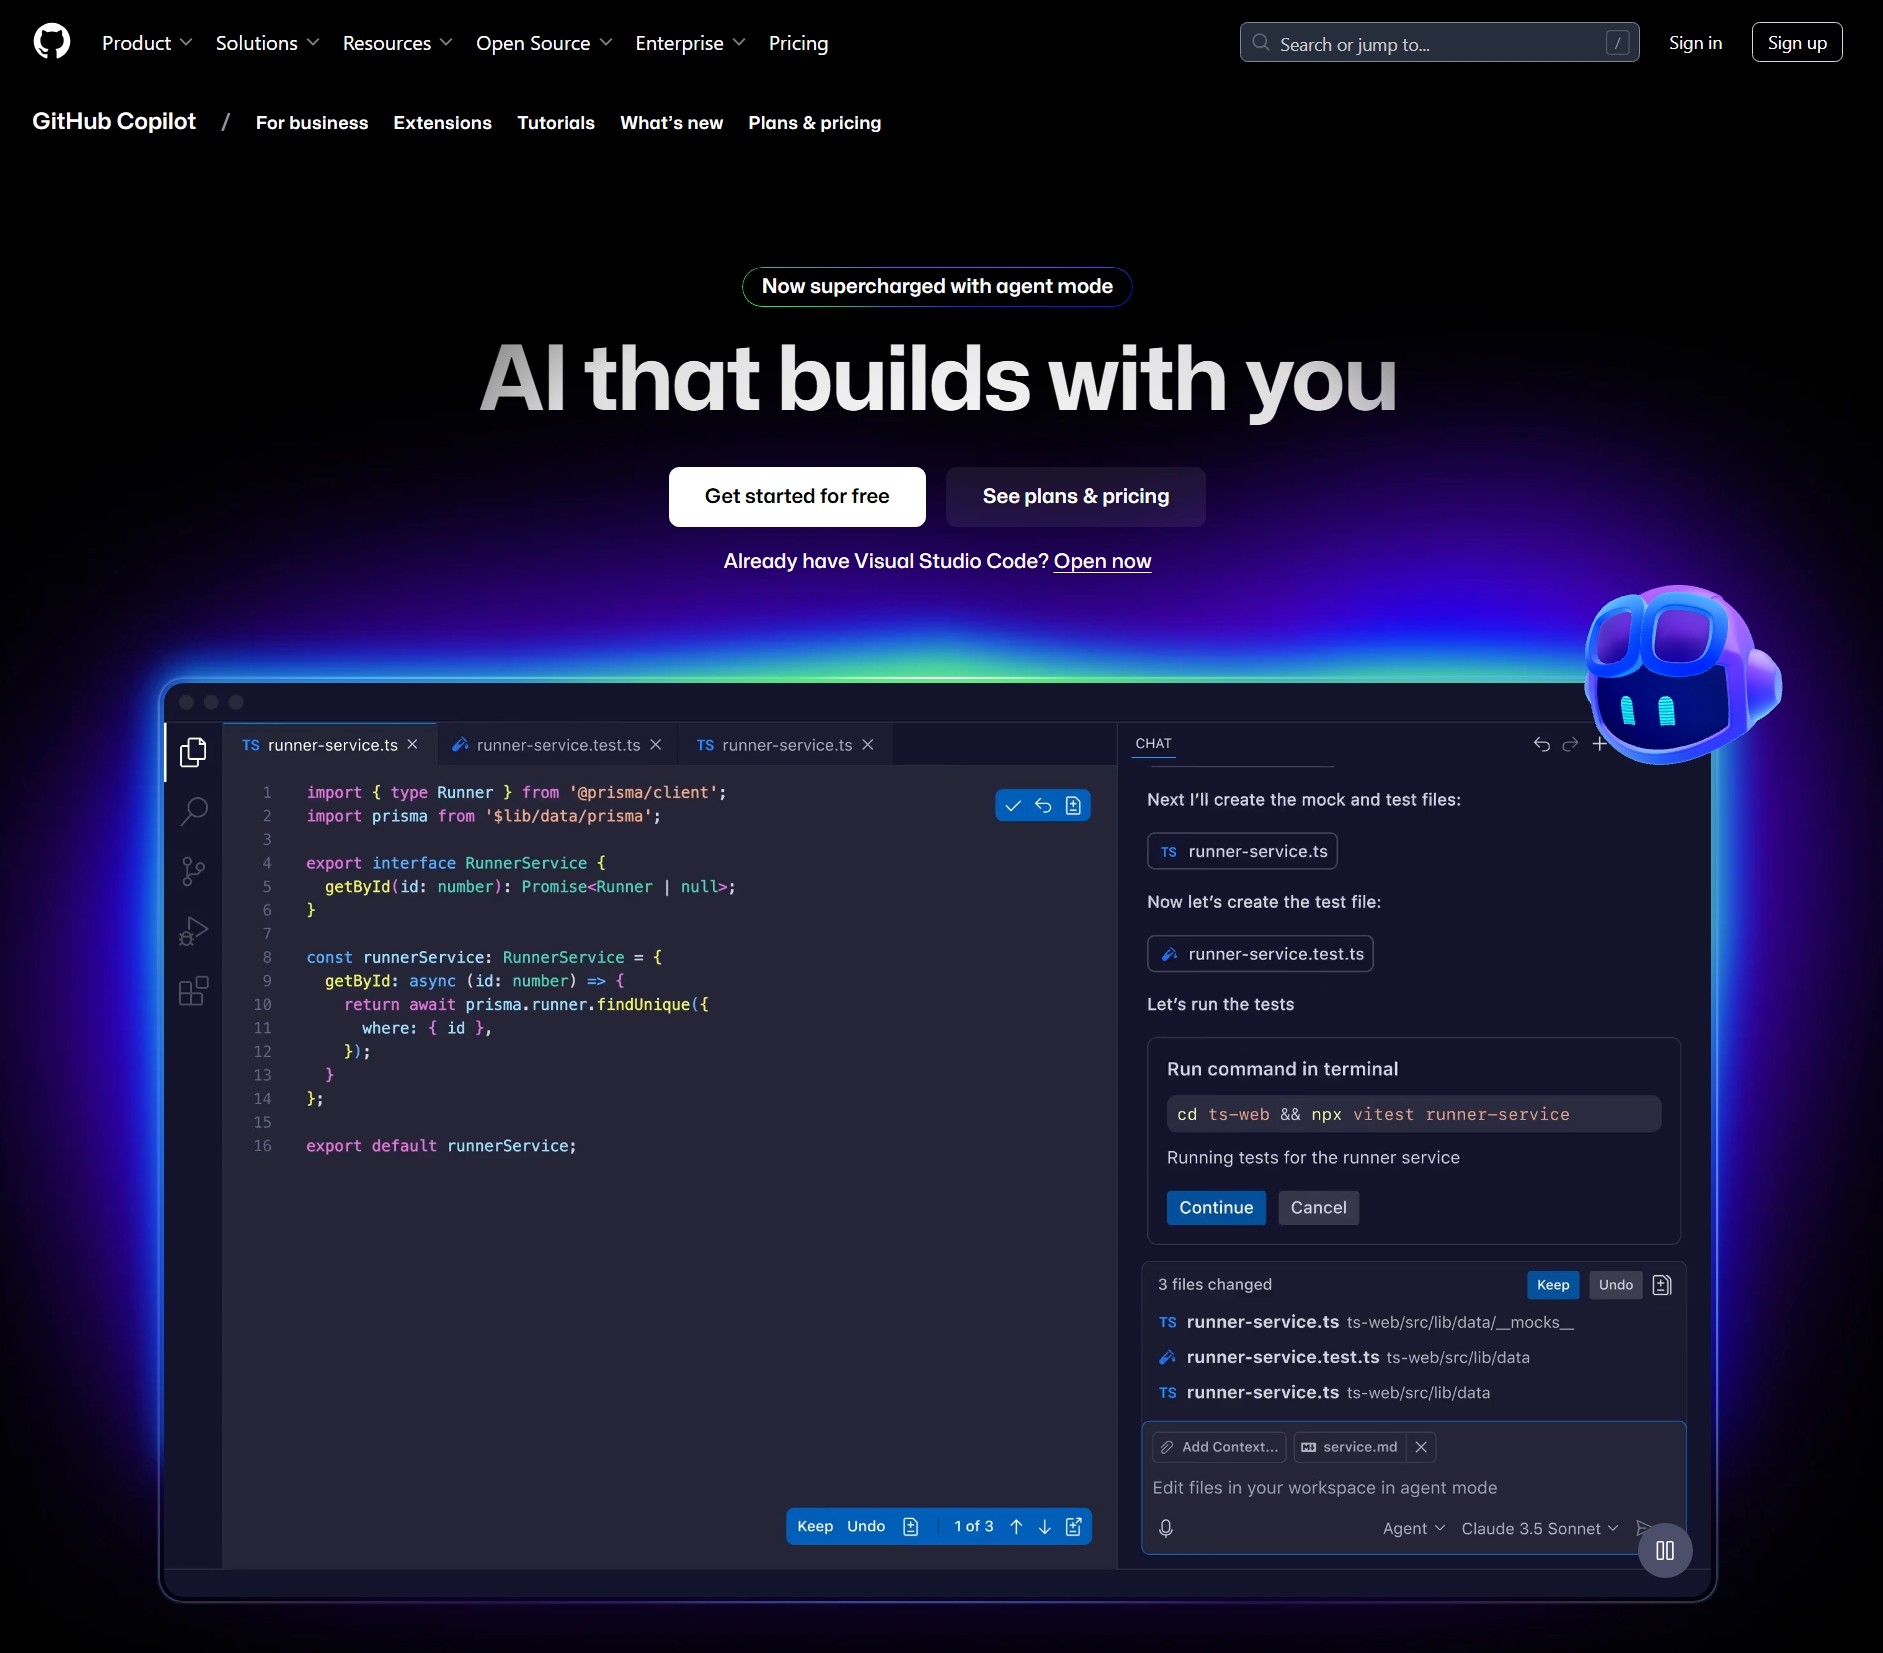 Product Solutions Resources Open Source Enterprise Pricing
Search or jump to... /
Sign in
Sign up
GitHub Copilot / For business Extensions Tutorials What's new Plans & pricing
Now supercharged with agent mode
AI that builds with you
Get started for free
See plans & pricing
Already have Visual Studio Code? Open now
TS runner-service.ts
runner-service.test.ts
TS runner-service.ts
1 import { type Runner } from '@prisma/client';
2 import prisma from '$lib/data/prisma';
3
4 export interface RunnerService {
5 getById(id: number): Promise<Runner | null>;
6 }
7
8 const runnerService: RunnerService = {
9 getById: async (id: number) => {
10 return await prisma.runner.findUnique({
11 where: { id },
12 });
13 }
14 };
15
16 export default runnerService;
Keep Undo 1 of 3
CHAT
Next I'll create the mock and test files:
TS runner-service.ts
Now let's create the test file:
runner-service.test.ts
Let's run the tests
Run command in terminal
cd ts-web && npx vitest runner-service
Running tests for the runner service
Continue Cancel
3 files changed Keep Undo
TS runner-service.ts ts-web/src/lib/data/__mocks__
runner-service.test.ts ts-web/src/lib/data
TS runner-service.ts ts-web/src/lib/data
Add Context... service.md
Edit files in your workspace in agent mode
Agent Claude 3.5 Sonnet